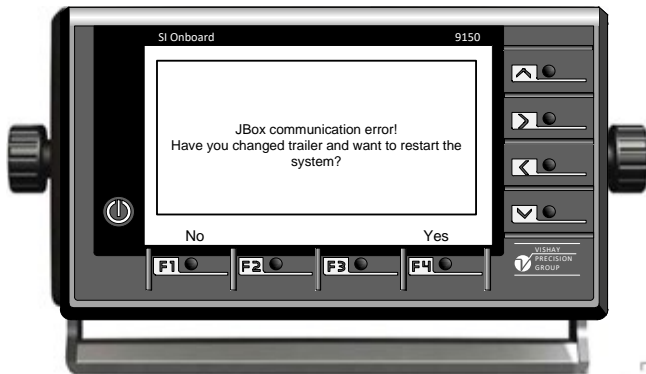 SI Onboard 9150
JBox communication error!
Have you changed trailer and want to restart the
system?
No Yes
F1 F2 F3 F4
VISHAY
PRECISION
GROUP